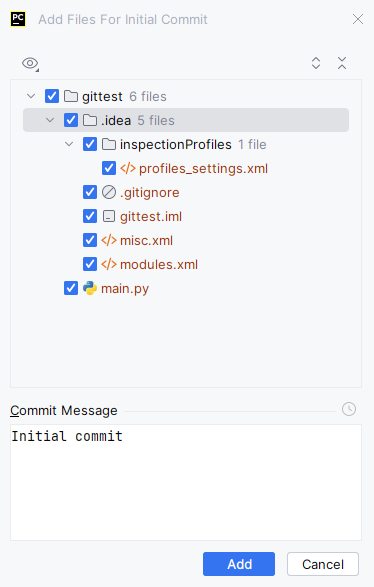 PC Add Files For Initial Commit
gittest 6 files
.idea 5 files
inspectionProfiles 1 file
profiles_settings.xml
.gitignore
gittest.iml
misc.xml
modules.xml
main.py
Commit Message
Initial commit
Add Cancel